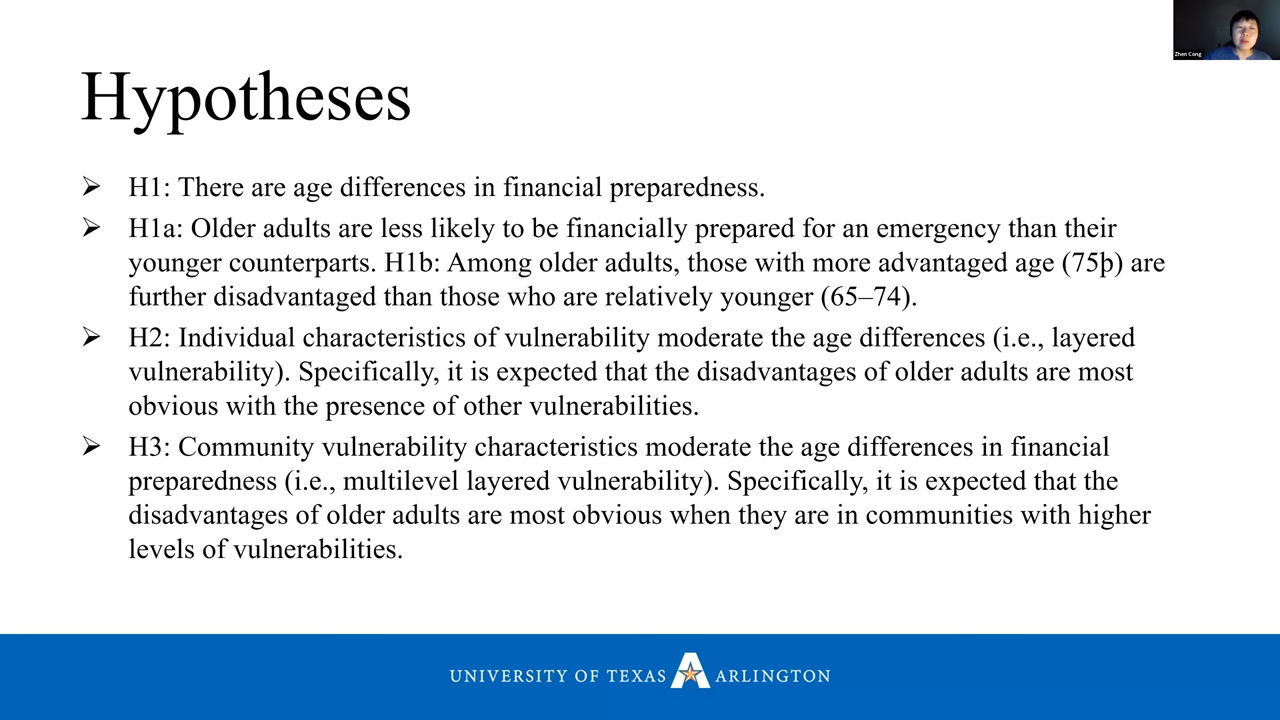 Zhen Cong
Hypotheses
➢ H1: There are age differences in financial preparedness.
➢ H1a: Older adults are less likely to be financially prepared for an emergency than their
younger counterparts. H1b: Among older adults, those with more advantaged age (75þ) are
further disadvantaged than those who are relatively younger (65–74).
➢ H2: Individual characteristics of vulnerability moderate the age differences (i.e., layered
vulnerability). Specifically, it is expected that the disadvantages of older adults are most
obvious with the presence of other vulnerabilities.
➢ H3: Community vulnerability characteristics moderate the age differences in financial
preparedness (i.e., multilevel layered vulnerability). Specifically, it is expected that the
disadvantages of older adults are most obvious when they are in communities with higher
levels of vulnerabilities.
UNIVERSITY OF TEXAS A ARLINGTON